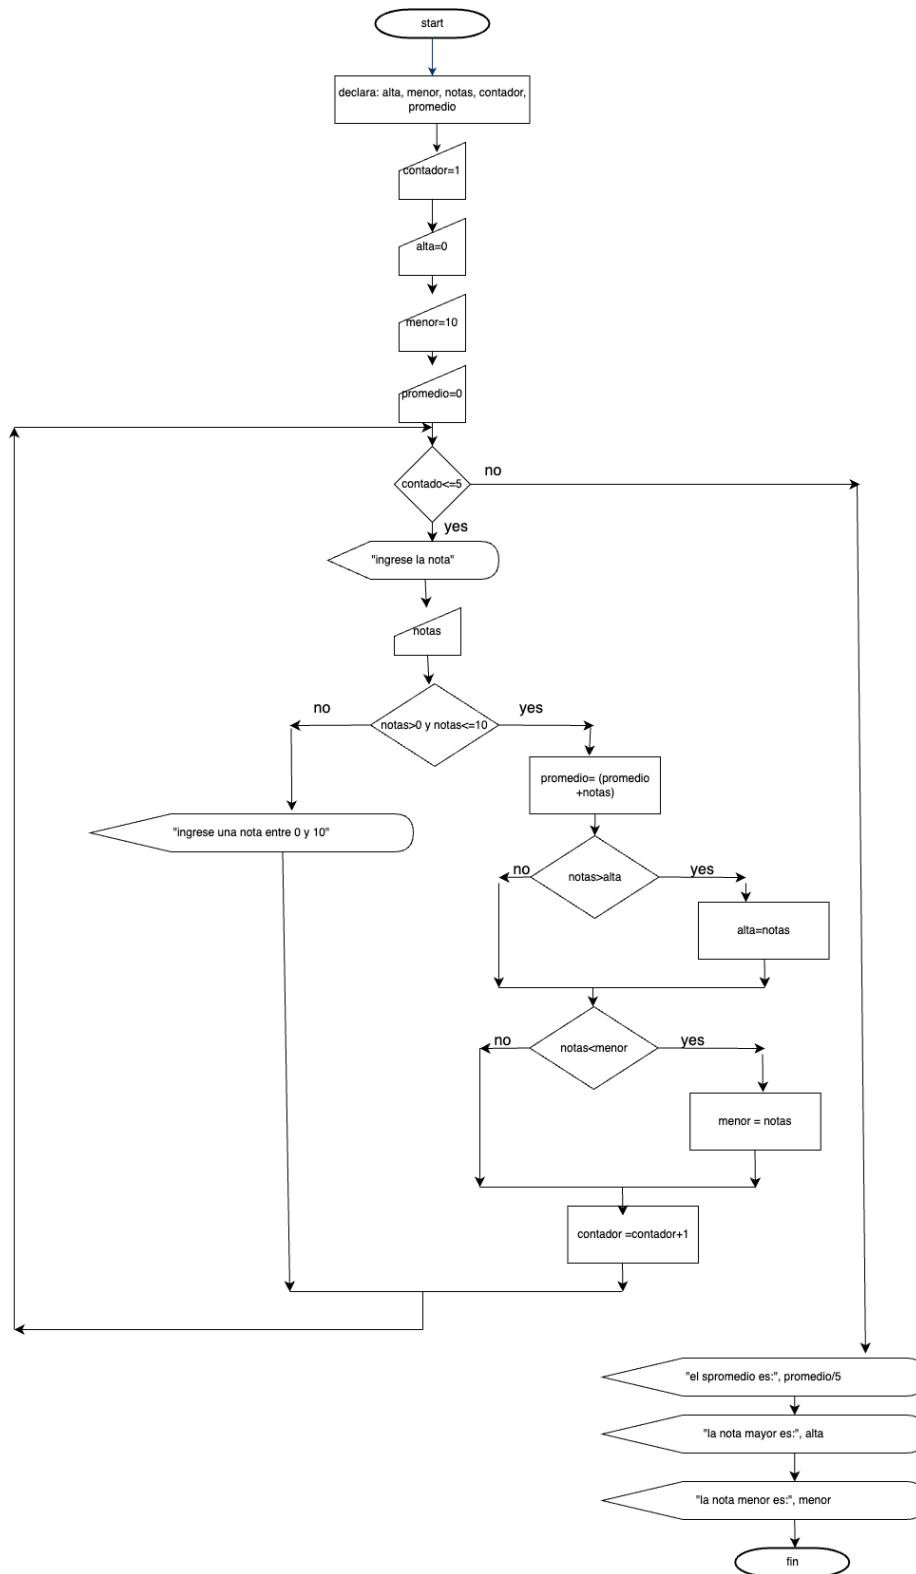 start
declara: alta, menor, notas, contador,
promedio
contador=1
alta=0
menor=10
promedio=0
contado<=5
no
yes
"ingrese la nota"
notas
notas>0 y notas<=10
no
yes
"ingrese una nota entre 0 y 10"
promedio= (promedio
+notas)
notas>alta
no
yes
alta=notas
notas<menor
no
yes
menor = notas
contador =contador+1
"el spromedio es:", promedio/5
"la nota mayor es:", alta
"la nota menor es:", menor
fin